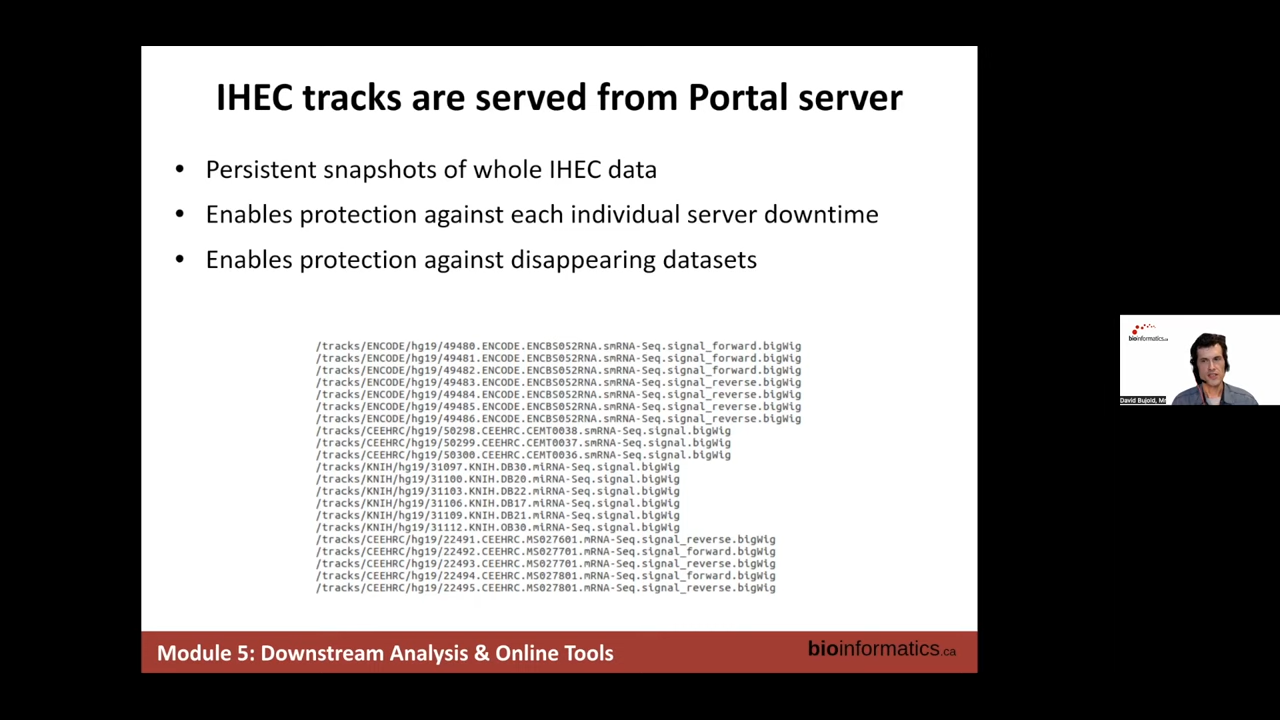 IHEC tracks are served from Portal server
• Persistent snapshots of whole IHEC data
• Enables protection against each individual server downtime
• Enables protection against disappearing datasets
/tracks/ENCODE/hg19/49480.ENCODE.ENCBS052RNA.smRNA-Seq.signal_forward.bigWig
/tracks/ENCODE/hg19/49481.ENCODE.ENCBS052RNA.smRNA-Seq.signal_forward.bigWig
/tracks/ENCODE/hg19/49482.ENCODE.ENCBS052RNA.smRNA-Seq.signal_forward.bigWig
/tracks/ENCODE/hg19/49483.ENCODE.ENCBS052RNA.smRNA-Seq.signal_reverse.bigWig
/tracks/ENCODE/hg19/49484.ENCODE.ENCBS052RNA.smRNA-Seq.signal_reverse.bigWig
/tracks/ENCODE/hg19/49485.ENCODE.ENCBS052RNA.smRNA-Seq.signal_reverse.bigWig
/tracks/ENCODE/hg19/49486.ENCODE.ENCBS052RNA.smRNA-Seq.signal_reverse.bigWig
/tracks/CEEHRC/hg19/50298.CEEHRC.CEMT0038.smRNA-Seq.signal.bigWig
/tracks/CEEHRC/hg19/50299.CEEHRC.CEMT0037.smRNA-Seq.signal.bigWig
/tracks/CEEHRC/hg19/50300.CEEHRC.CEMT0036.smRNA-Seq.signal.bigWig
/tracks/KNIH/hg19/31097.KNIH.DB30.miRNA-Seq.signal.bigWig
/tracks/KNIH/hg19/31100.KNIH.DB20.miRNA-Seq.signal.bigWig
/tracks/KNIH/hg19/31103.KNIH.DB22.miRNA-Seq.signal.bigWig
/tracks/KNIH/hg19/31106.KNIH.DB17.miRNA-Seq.signal.bigWig
/tracks/KNIH/hg19/31109.KNIH.DB21.miRNA-Seq.signal.bigWig
/tracks/KNIH/hg19/31112.KNIH.OB30.miRNA-Seq.signal.bigWig
/tracks/CEEHRC/hg19/22491.CEEHRC.MS027601.mRNA-Seq.signal_reverse.bigWig
/tracks/CEEHRC/hg19/22492.CEEHRC.MS027701.mRNA-Seq.signal_forward.bigWig
/tracks/CEEHRC/hg19/22493.CEEHRC.MS027701.mRNA-Seq.signal_reverse.bigWig
/tracks/CEEHRC/hg19/22494.CEEHRC.MS027801.mRNA-Seq.signal_forward.bigWig
/tracks/CEEHRC/hg19/22495.CEEHRC.MS027801.mRNA-Seq.signal_reverse.bigWig
Module 5: Downstream Analysis & Online Tools
bioinformatics.ca
bioinformatics.ca
David Bujold, M